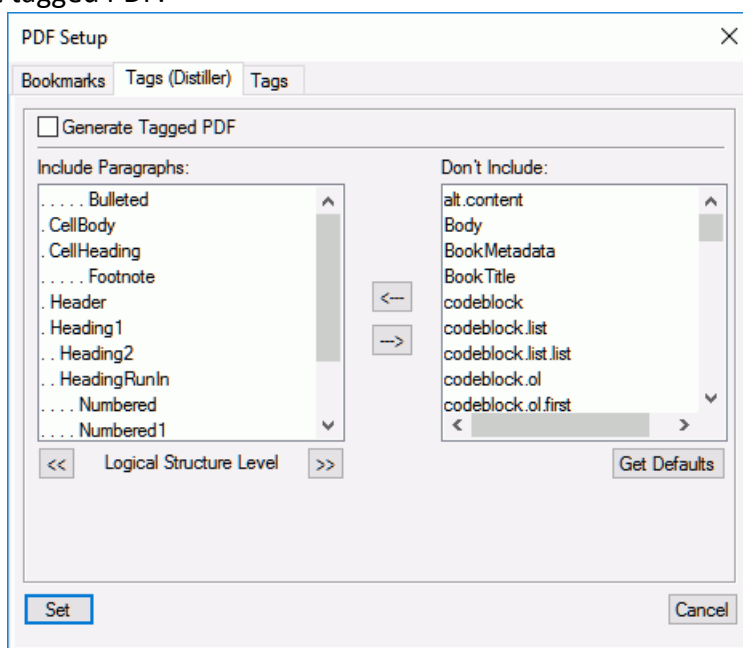 tagged PDF.
PDF Setup
Bookmarks Tags (Distiller) Tags
Generate Tagged PDF
Include Paragraphs:
. . . . . Bulleted
. CellBody
. CellHeading
. . . . . Footnote
. Header
. Heading1
. . Heading2
. . HeadingRunIn
. . . . Numbered
. . . . Numbered1
<< Logical Structure Level >>
<---
--->
Don't Include:
alt.content
Body
BookMetadata
BookTitle
codeblock
codeblock.list
codeblock.list.list
codeblock.ol
codeblock.ol.first
Get Defaults
Set Cancel